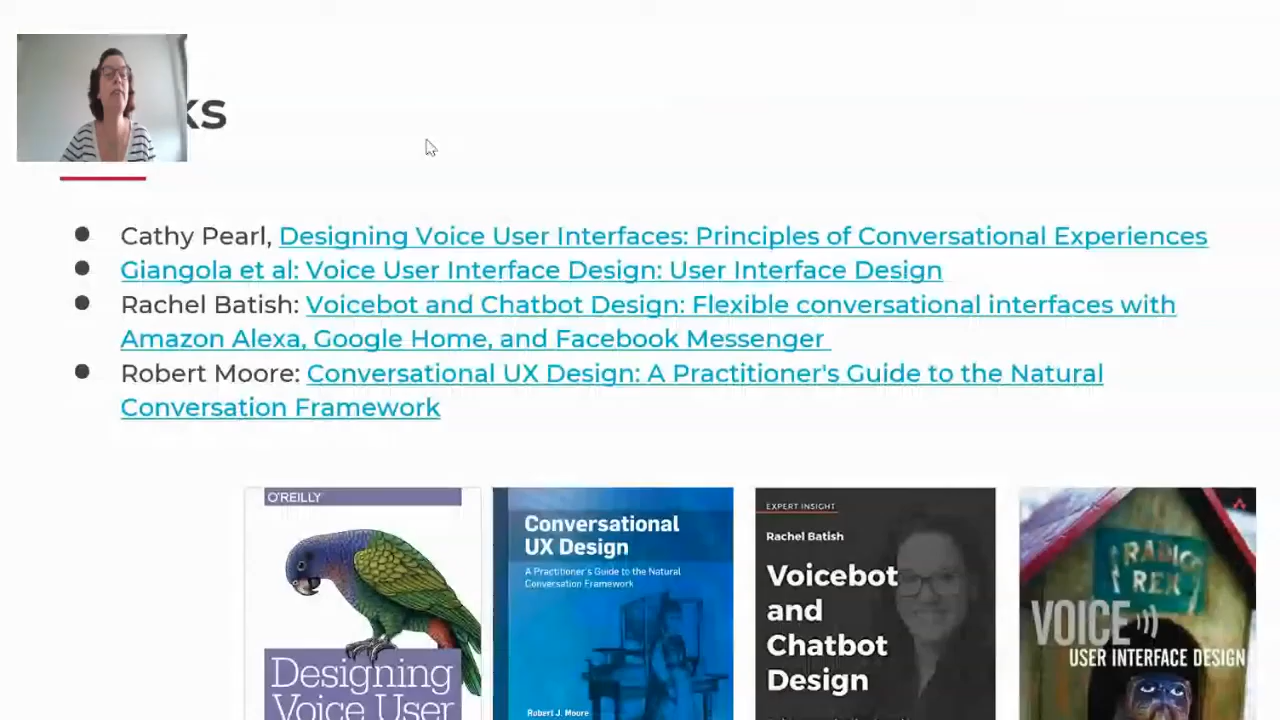 ks
Cathy Pearl, Designing Voice User Interfaces: Principles of Conversational Experiences
Giangola et al: Voice User Interface Design: User Interface Design
Rachel Batish: Voicebot and Chatbot Design: Flexible conversational interfaces with
Amazon Alexa, Google Home, and Facebook Messenger
Robert Moore: Conversational UX Design: A Practitioner's Guide to the Natural
Conversation Framework
O'REILLY
Designing
Voice User
Conversational
UX Design
A Practitioner's Guide to the Natural
Conversation Framework
Robert J. Moore
EXPERT INSIGHT
Rachel Batish
Voicebot
and
Chatbot
Design
RADIO
REX
VOICE
USER INTERFACE DESIGN